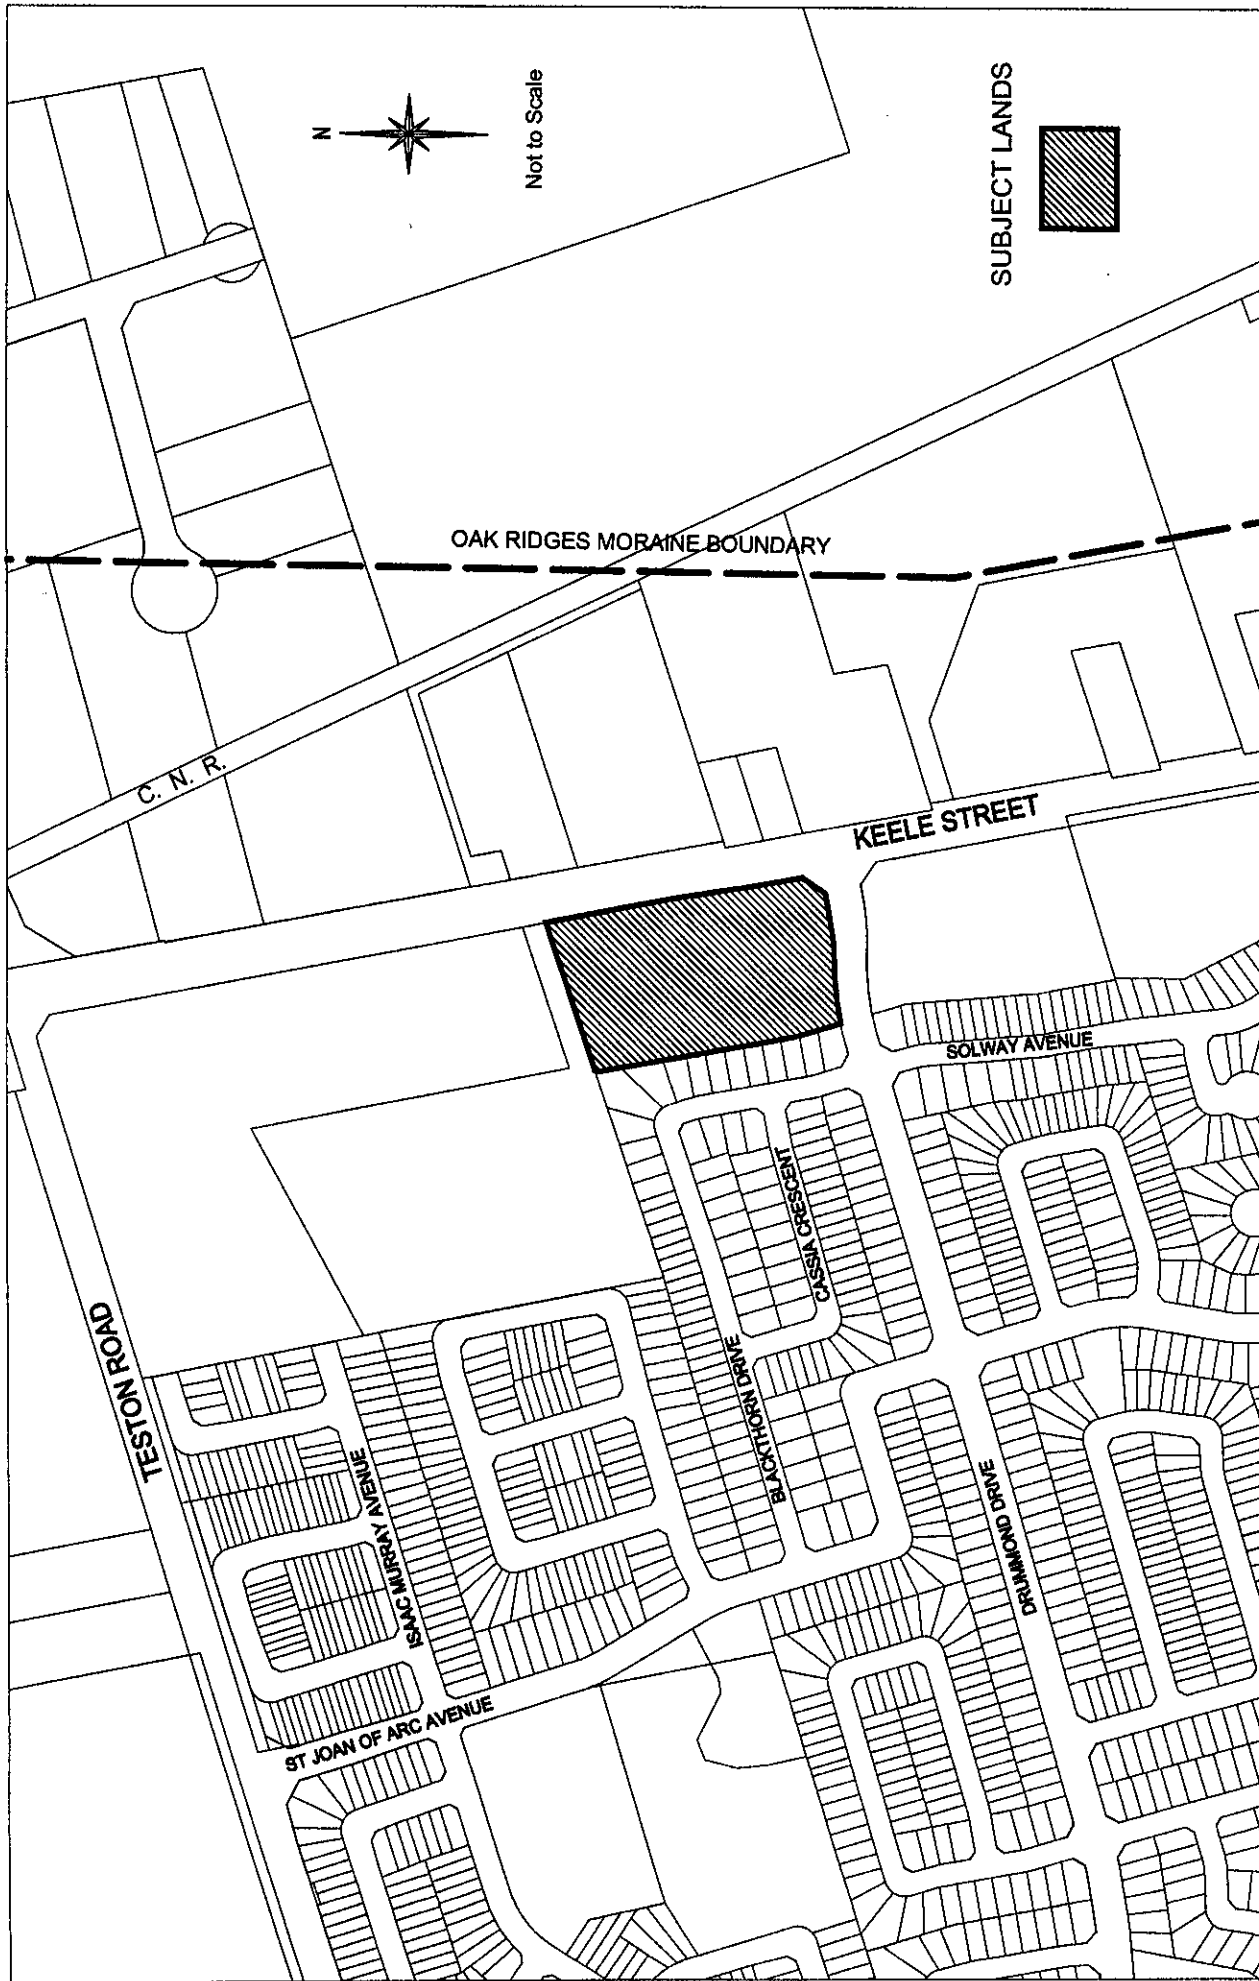 N
Not to Scale
SUBJECT LANDS
OAK RIDGES MORAINE BOUNDARY
C. N. R.
KEELE STREET
SOLWAY AVENUE
CASSIA CRESCENT
TESTON ROAD
BLACKTHORN DRIVE
ISAAC MURRAY AVENUE
DRUMMOND DRIVE
ST JOAN OF ARC AVENUE